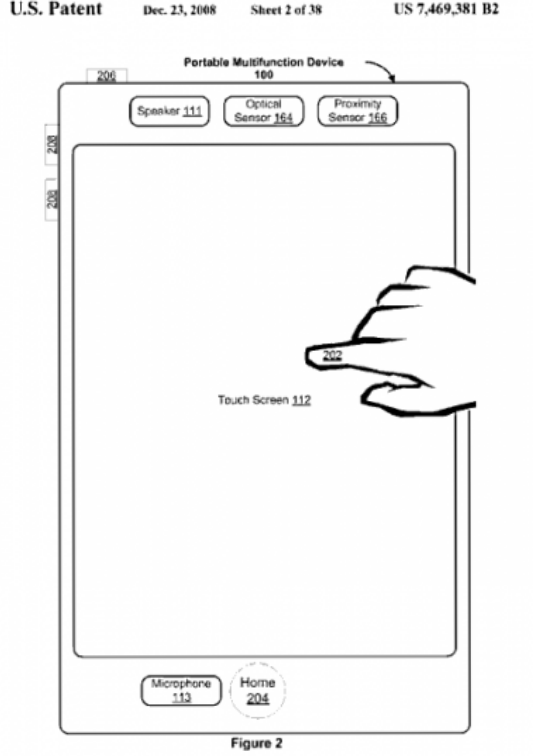 U.S. Patent Dec. 23, 2008 Sheet 2 of 38 US 7,469,381 B2
Portable Multifunction Device
100
206
Speaker 111
Optical
Sensor 164
Proximity
Sensor 166
208
208
202
Touch Screen 112
Microphone
113
Home
204
Figure 2